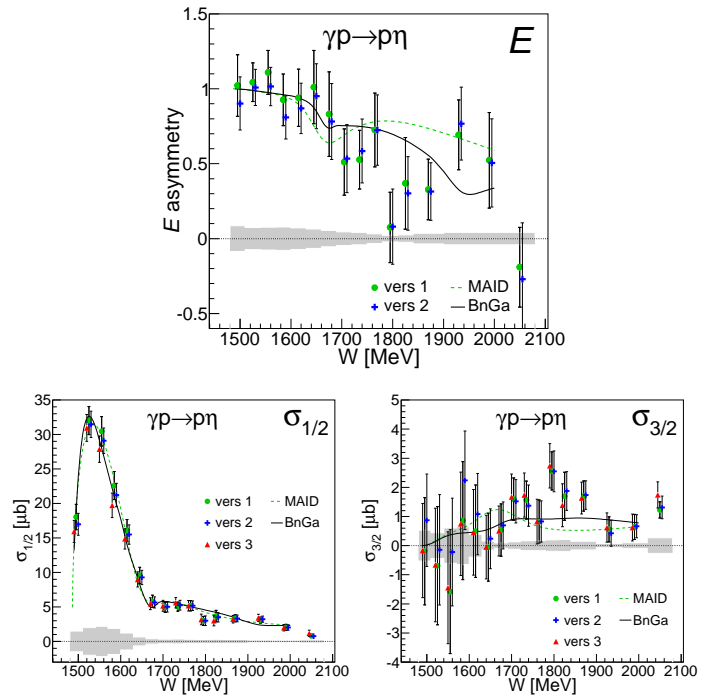 γp→pη
E
E asymmetry
1
0.5
0
-0.5
vers 1
MAID
vers 2
BnGa
1500 1600 1700 1800 1900 2000 2100
W [MeV]
γp→pη
σ1/2
σ1/2 [μb]
35
30
25
20
15
10
5
0
vers 1
MAID
vers 2
BnGa
vers 3
1500 1600 1700 1800 1900 2000 2100
W [MeV]
γp→pη
σ3/2
σ3/2 [μb]
5
4
3
2
1
0
-1
-2
-3
-4
vers 1
MAID
vers 2
BnGa
vers 3
1500 1600 1700 1800 1900 2000 2100
W [MeV]